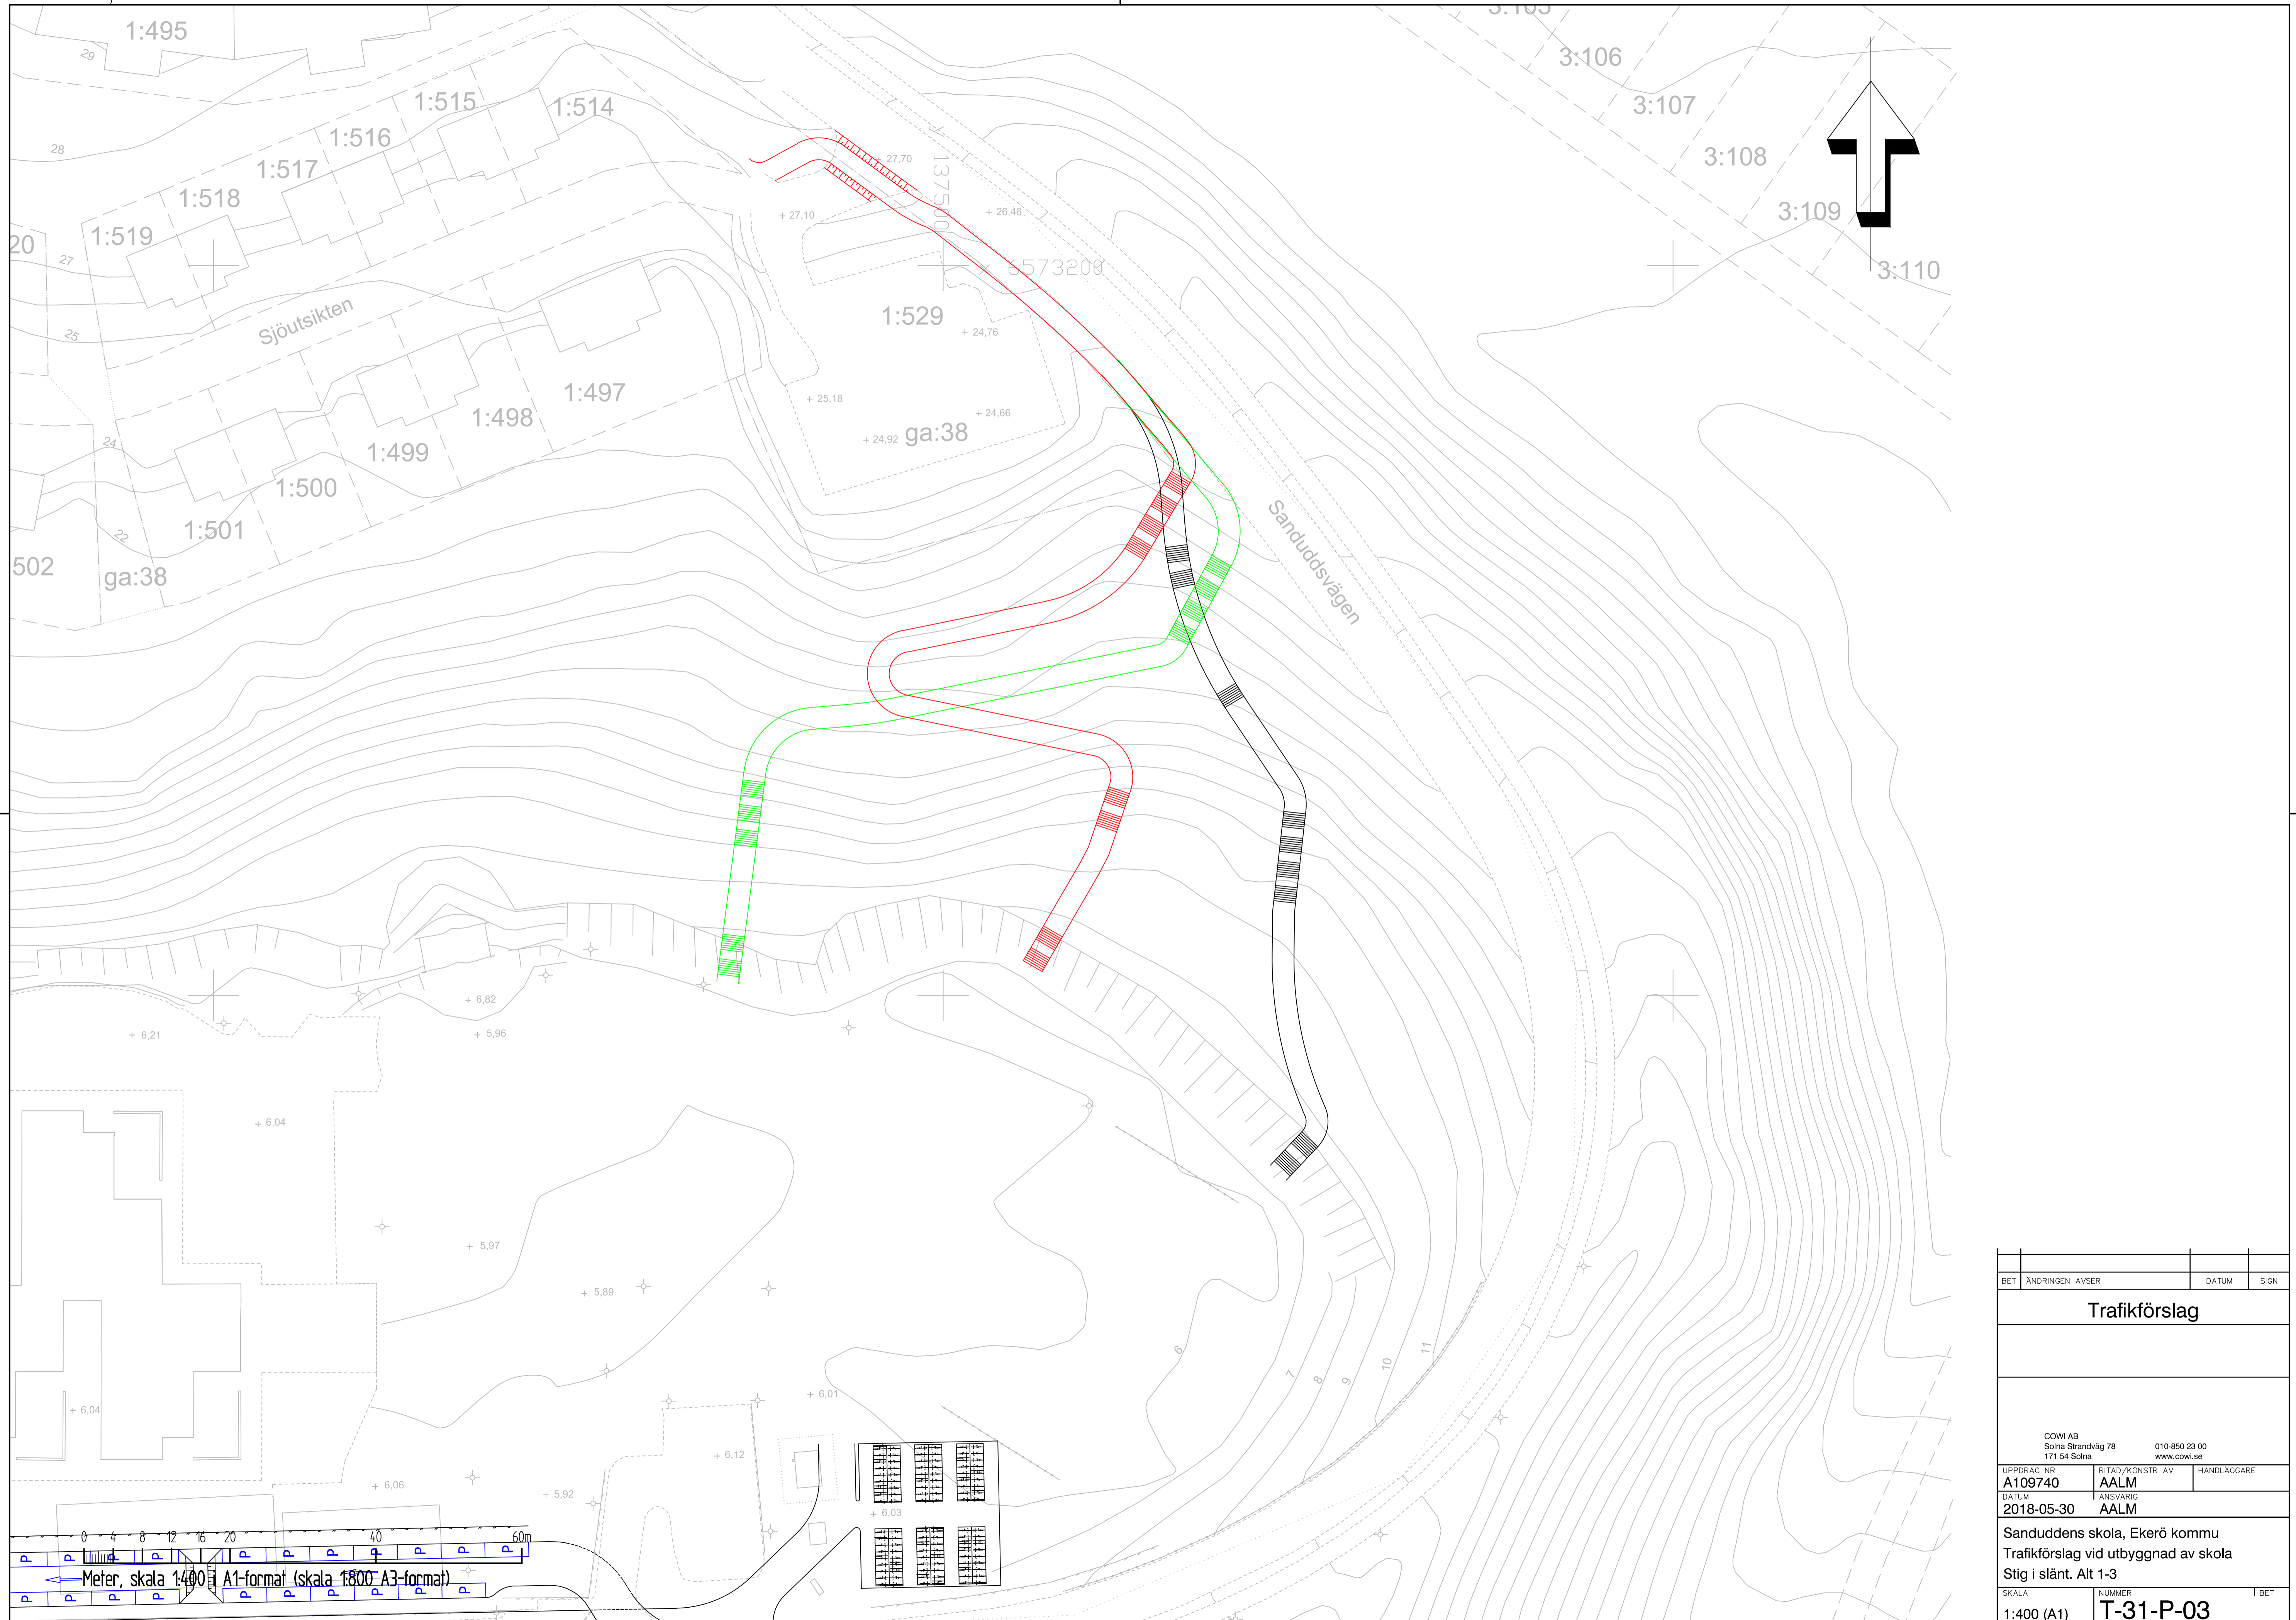 1:495
29
1:515
1:514
1:516
28
1:517
1:518
1:519
20
27
25
Sjöutsikten
1:497
1:498
1:499
24
1:500
1:501
22
502
ga:38
+ 27,70
137500
+ 27,10
+ 26,46
6573200
1:529
+ 24,76
+ 25,18
+ 24,66
+ 24,92 ga:38
3:105
3:106
3:107
3:108
3:109
3:110
Sanduddsvägen
+ 6,82
+ 6,21
+ 5,96
+ 6,04
+ 5,97
+ 5,89
+ 6,04
+ 6,01
+ 6,12
+ 6,06
+ 5,92
+ 6,03
6
7
8
9
10
11
0 4 8 12 16 20 40 60m
P P P P P P P P P P P
Meter, skala 1:400 i A1-format (skala 1:800 A3-format)
P P P P P P P P P P
BET ÄNDRINGEN AVSER DATUM SIGN
Trafikförslag
COWI AB
Solna Strandväg 78 010-850 23 00
171 54 Solna www.cowi.se
UPPDRAG NR RITAD/KONSTR AV HANDLÄGGARE
A109740 AALM
DATUM ANSVARIG
2018-05-30 AALM
Sanduddens skola, Ekerö kommu
Trafikförslag vid utbyggnad av skola
Stig i slänt. Alt 1-3
SKALA NUMMER BET
1:400 (A1) T-31-P-03